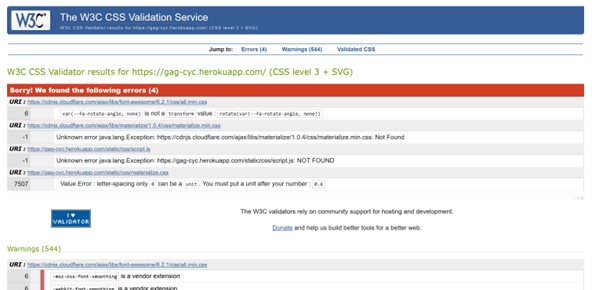 W3C The W3C CSS Validation Service
W3C CSS Validator results for https://gag-cyc.herokuapp.com/ (CSS level 3 + SVG)
Jump to: Errors (4) Warnings (544) Validated CSS
W3C CSS Validator results for https://gag-cyc.herokuapp.com/ (CSS level 3 + SVG)
Sorry! We found the following errors (4)
URI : https://cdnjs.cloudflare.com/ajax/libs/font-awesome/6.2.1/css/all.min.css
6 var(--fa-rotate-angle, none) is not a transform value : rotate(var(--fa-rotate-angle, none))
URI : https://cdnjs.cloudflare.com/ajax/libs/materialize/1.0.4/css/materialize.min.css
-1 Unknown error java.lang.Exception: https://cdnjs.cloudflare.com/ajax/libs/materialize/1.0.4/css/materialize.min.css: Not Found
URI : https://gag-cyc.herokuapp.com/static/css/script.js
-1 Unknown error java.lang.Exception: https://gag-cyc.herokuapp.com/static/css/script.js: NOT FOUND
URI : https://gag-cyc.herokuapp.com/static/css/materialize.css
7507 Value Error : letter-spacing only 0 can be a unit . You must put a unit after your number : 0.4
↑ TOP
I ♥ VALIDATOR
The W3C validators rely on community support for hosting and development.
Donate and help us build better tools for a better web.
Warnings (544)
URI : https://cdnjs.cloudflare.com/ajax/libs/font-awesome/6.2.1/css/all.min.css
6 -moz-osx-font-smoothing is a vendor extension
6 -webkit-font-smoothing is a vendor extension